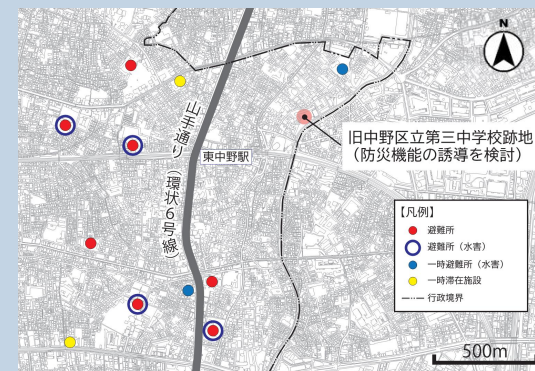 N
山手通り（環状6号線）
東中野駅
旧中野区立第三中学校跡地
（防災機能の誘導を検討）
【凡例】
避難所
避難所（水害）
一時避難所（水害）
一時滞在施設
行政境界
500m